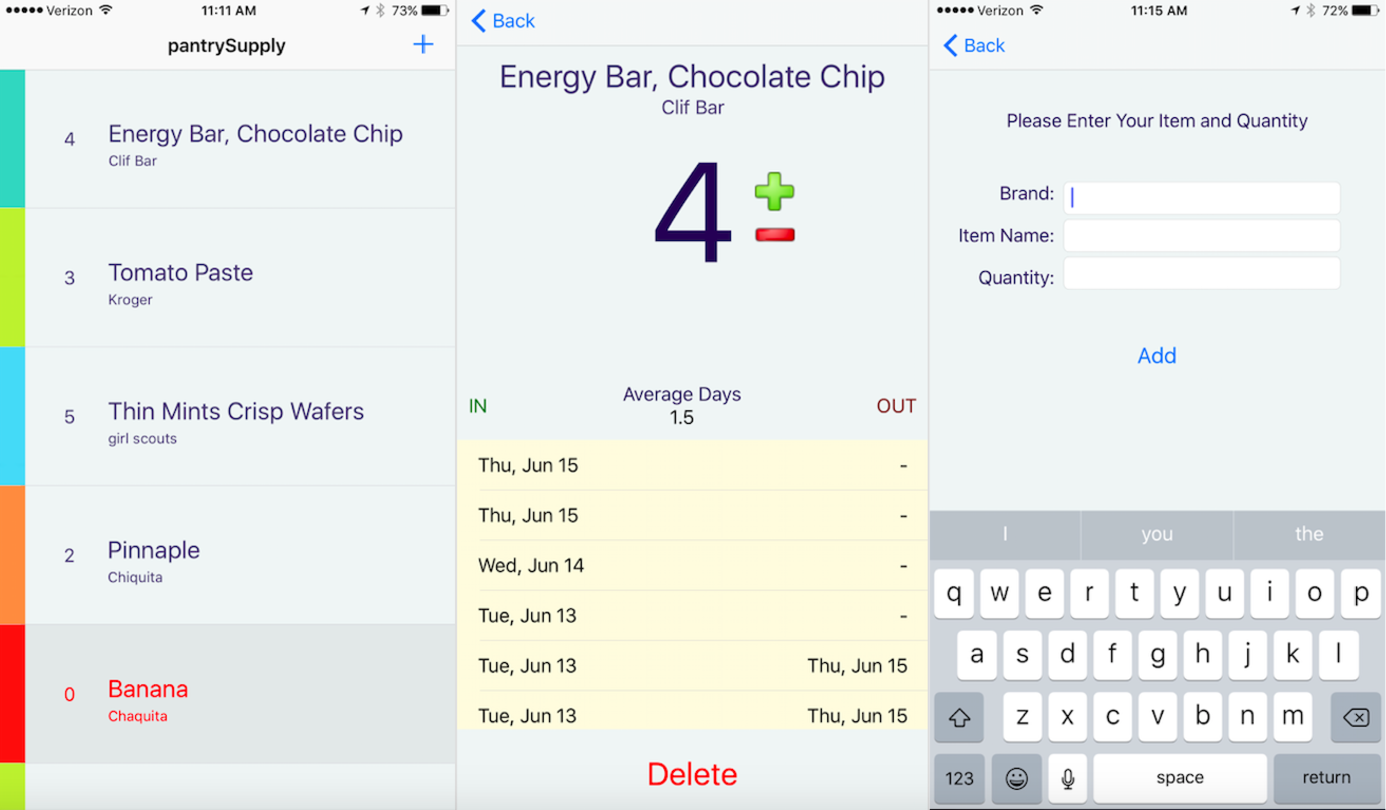 Verizon 11:11 AM 73%
pantrySupply +
4 Energy Bar, Chocolate Chip
Clif Bar
3 Tomato Paste
Kroger
5 Thin Mints Crisp Wafers
girl scouts
2 Pinnaple
Chiquita
0 Banana
Chaquita
Back
Energy Bar, Chocolate Chip
Clif Bar
4
Average Days
IN 1.5 OUT
Thu, Jun 15 -
Thu, Jun 15 -
Wed, Jun 14 -
Tue, Jun 13 -
Tue, Jun 13 Thu, Jun 15
Tue, Jun 13 Thu, Jun 15
Delete
Verizon 11:15 AM 72%
Back
Please Enter Your Item and Quantity
Brand:
Item Name:
Quantity:
Add
I you the
q w e r t y u i o p
a s d f g h j k l
z x c v b n m
123 space return